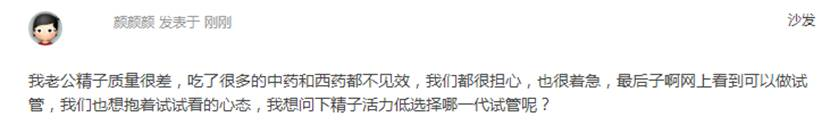 颜颜颜 发表于 刚刚
沙发
我老公精子质量很差，吃了很多的中药和西药都不见效，我们都很担心，也很着急，最后子啊网上看到可以做试
管，我们也想抱着试试看的心态，我想问下精子活力低选择哪一代试管呢？